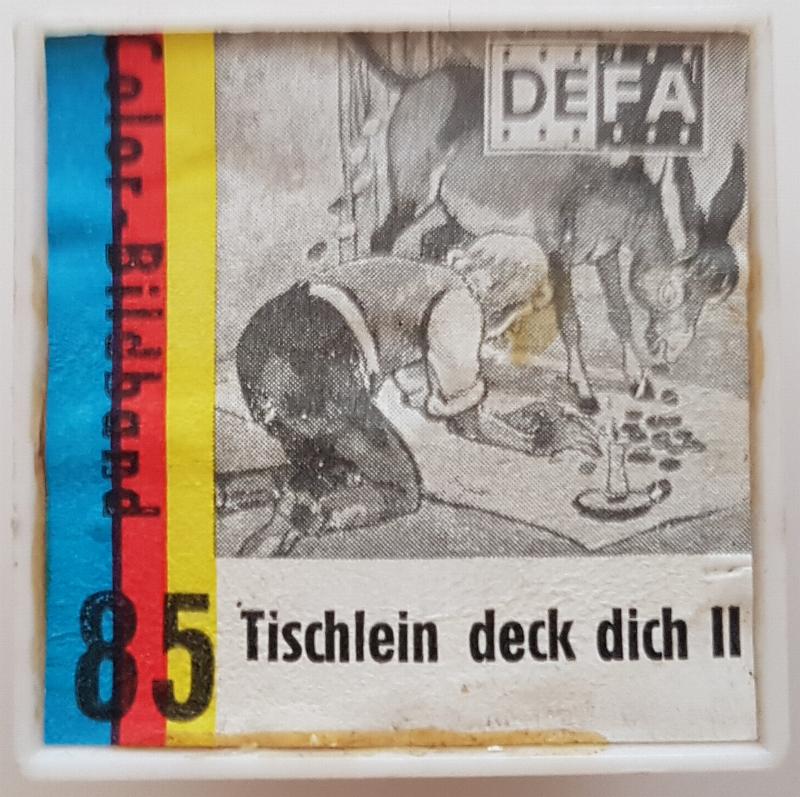 DEFA
Color-Bildband
85
Tischlein deck dich II